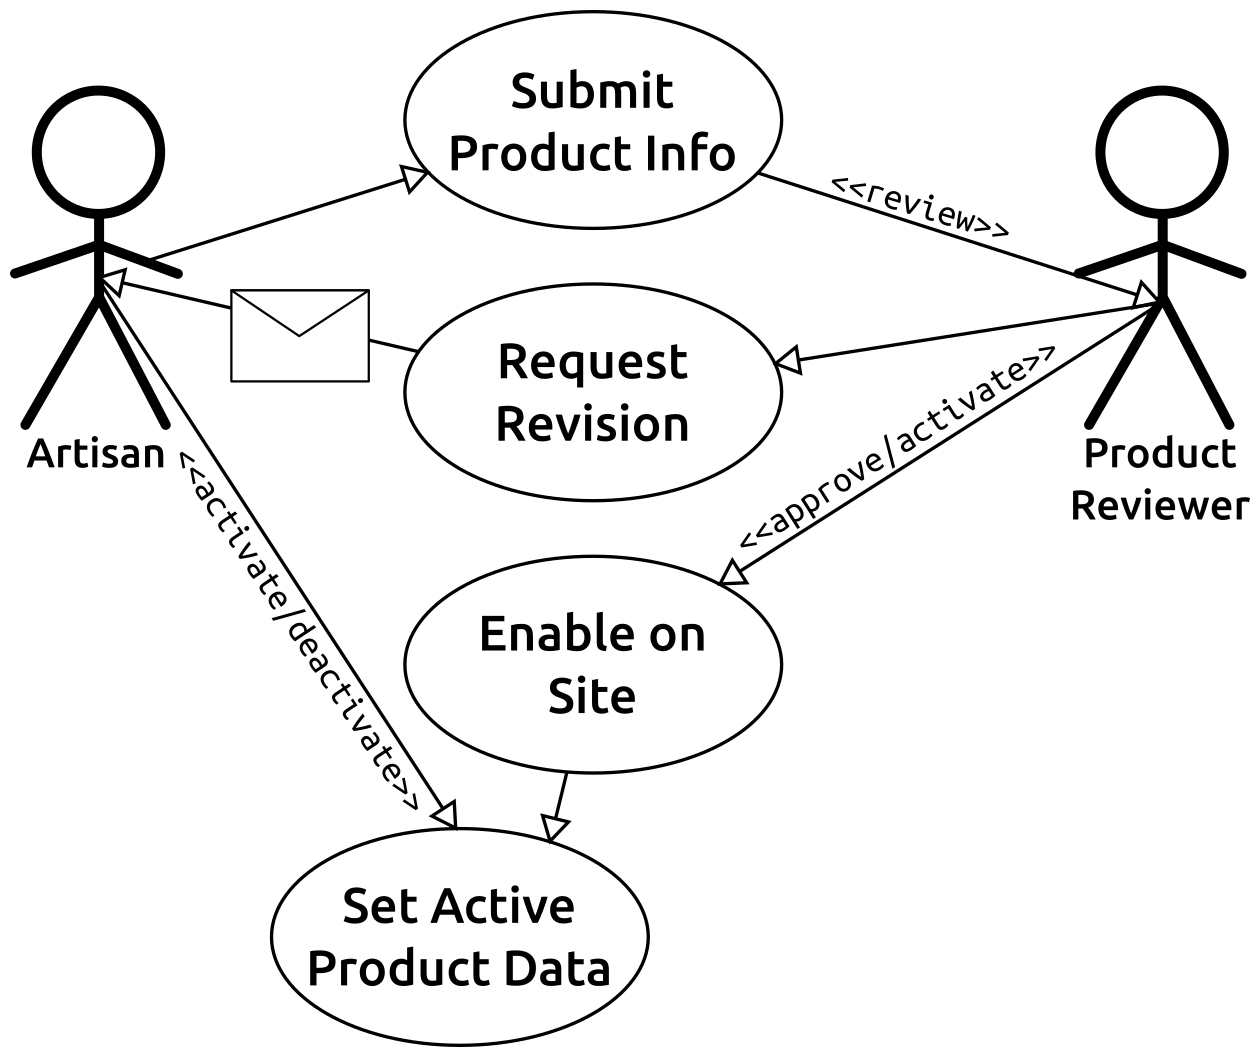 Submit
Product Info
<<review>>
Request
Revision
Artisan
Product
Reviewer
<<activate/deactivate>>
<<approve/activate>>
Enable on
Site
Set Active
Product Data